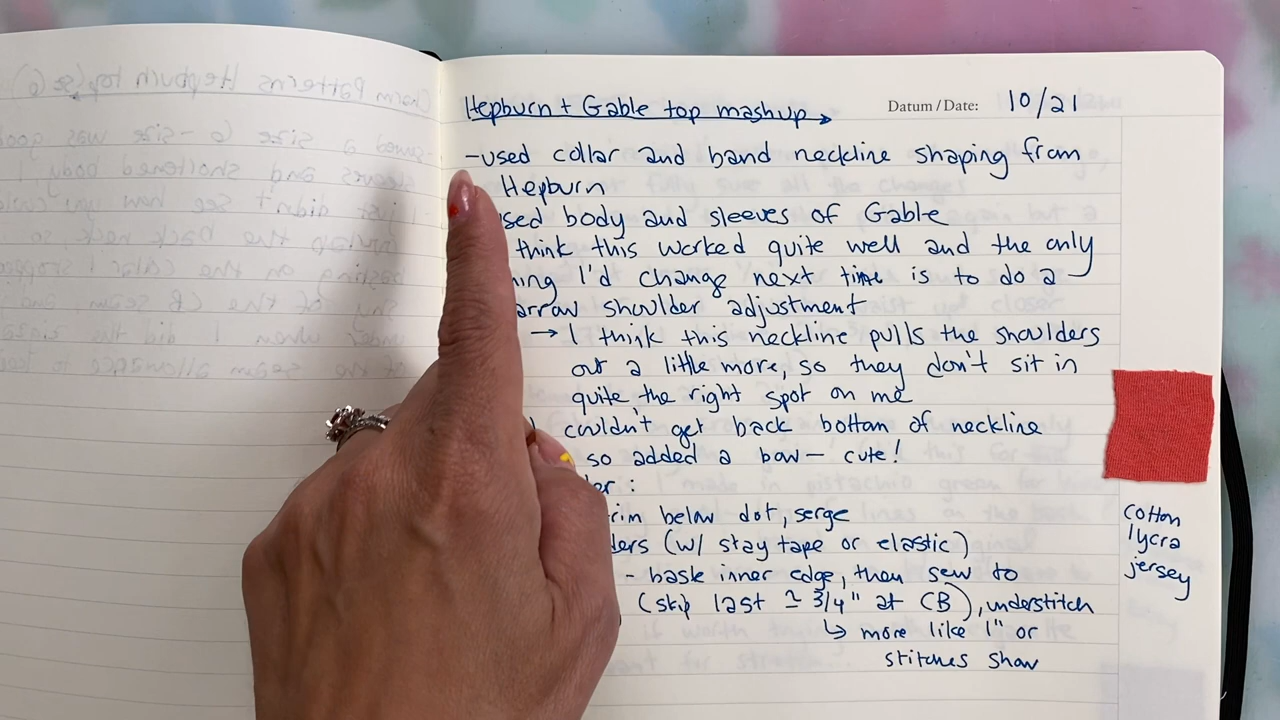 Hepburn + Gable top mashup
Datum / Date: 10/21
-used collar and band neckline shaping from
Hepburn
used body and sleeves of Gable
think this worked quite well and the only
I'd change next time is to do a
shoulder adjustment
→ I think this neckline pulls the shoulders
out a little more, so they don't sit in
quite the right spot on me
couldn't get back bottom of neckline
so added a bow - cute!
trim below dot, serge
(w/ stay tape or elastic)
- baste inner edge, then sew to
(skip last ≃ 3/4" at CB), understitch
↳ more like 1" or
stitches show
cotton
lycra
jersey